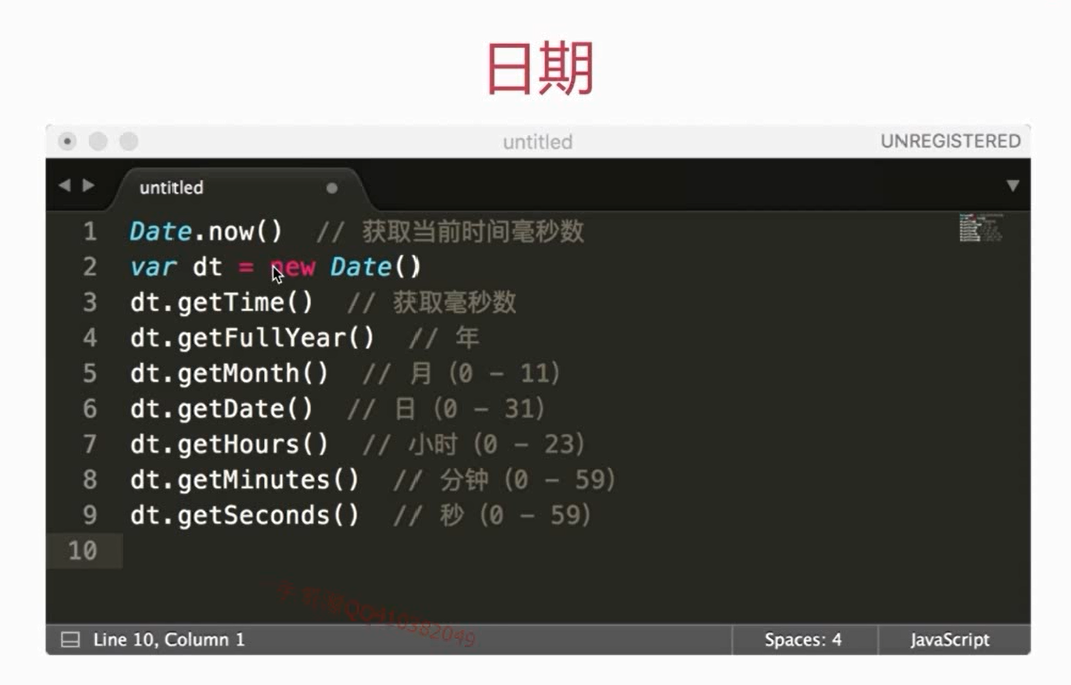 日期
untitled
UNREGISTERED
untitled
1 Date.now() // 获取当前时间毫秒数
2 var dt = new Date()
3 dt.getTime() // 获取毫秒数
4 dt.getFullYear() // 年
5 dt.getMonth() // 月 (0 - 11)
6 dt.getDate() // 日 (0 - 31)
7 dt.getHours() // 小时 (0 - 23)
8 dt.getMinutes() // 分钟 (0 - 59)
9 dt.getSeconds() // 秒 (0 - 59)
10
Line 10, Column 1
Spaces: 4
JavaScript